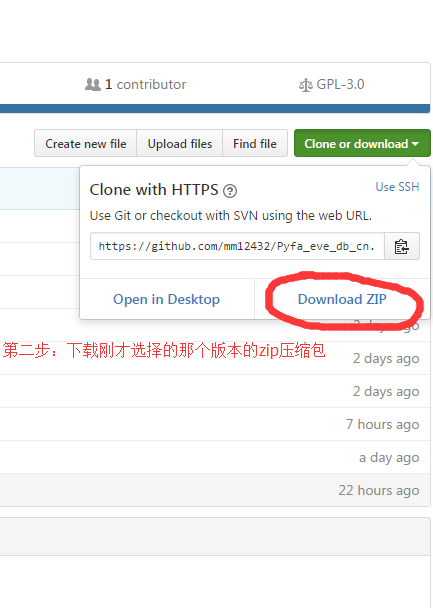 1 contributor
GPL-3.0
Create new file
Upload files
Find file
Clone or download
Clone with HTTPS ?
Use SSH
Use Git or checkout with SVN using the web URL.
https://github.com/mm12432/Pyfa_eve_db_cn.
Open in Desktop
Download ZIP
2 days ago
第二步：下载刚才选择的那个版本的zip压缩包
2 days ago
2 days ago
7 hours ago
a day ago
22 hours ago